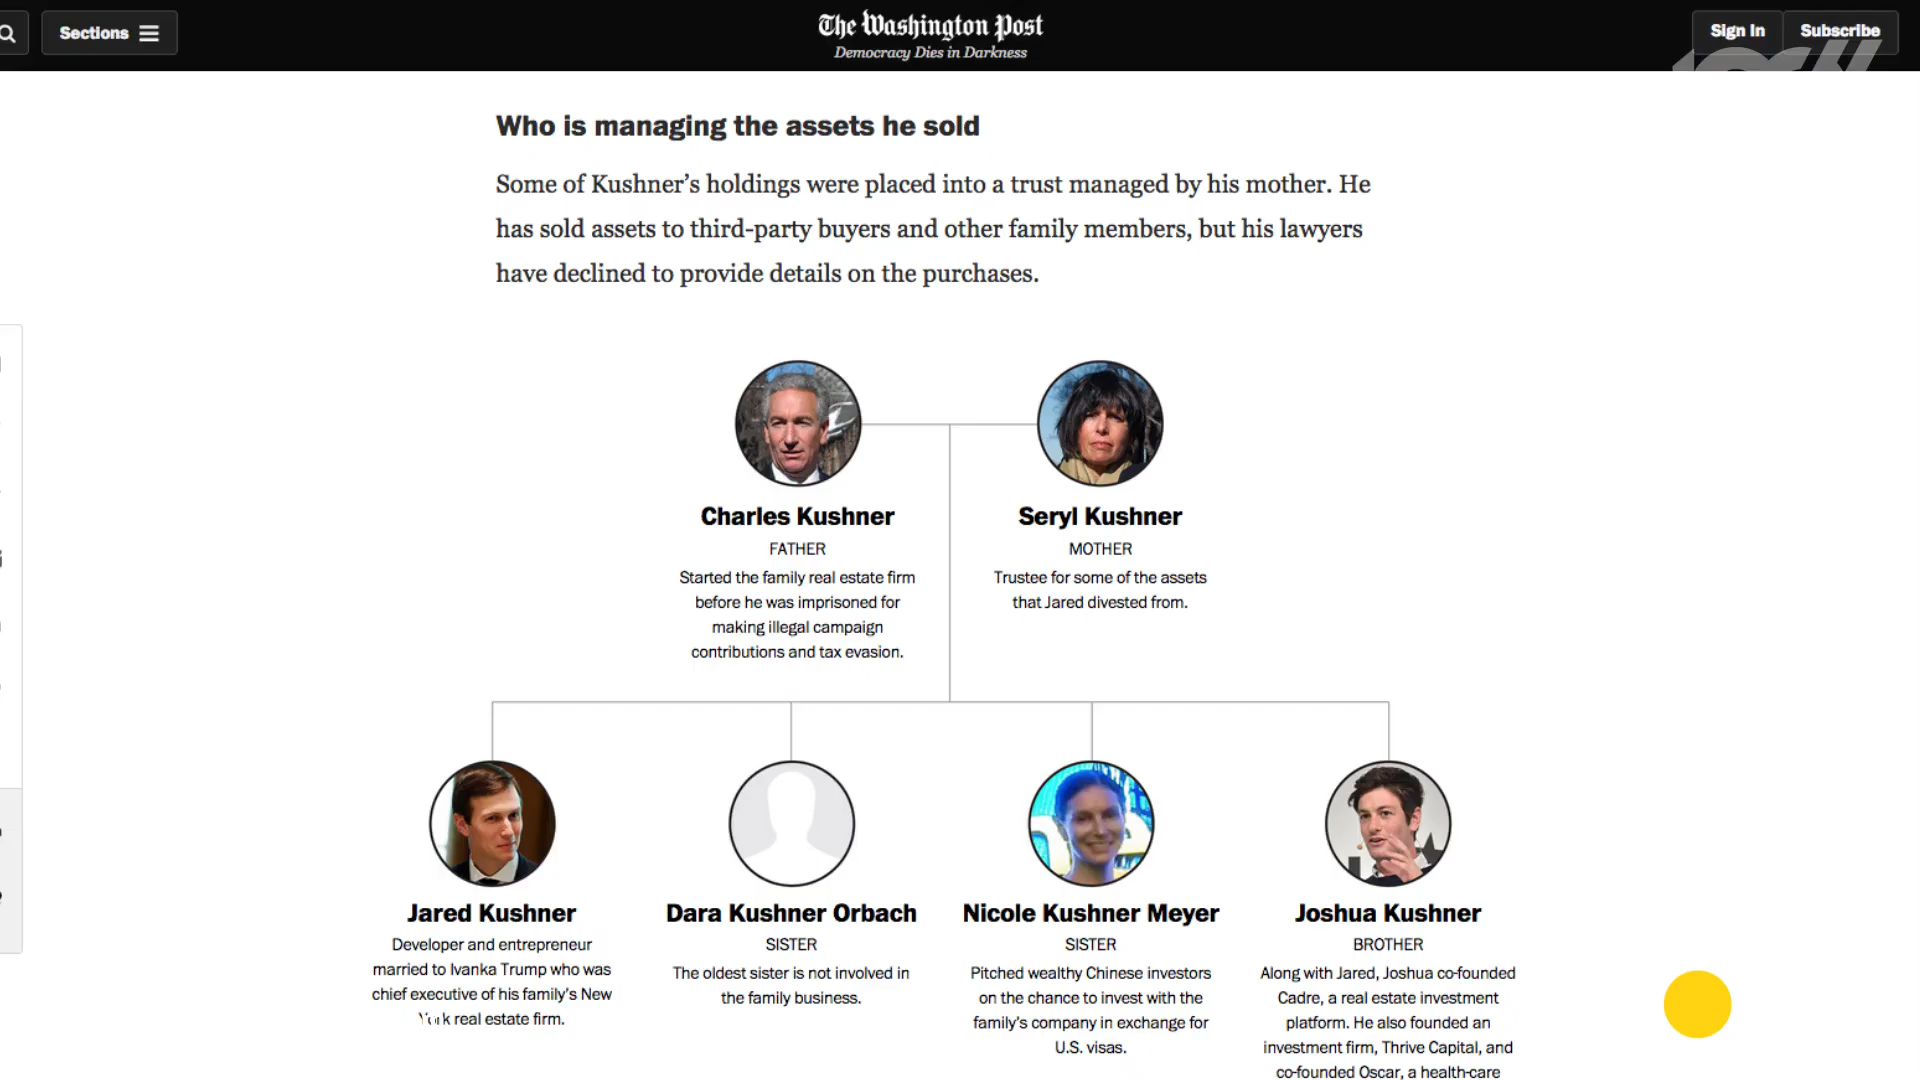 Sections
The Washington Post
Democracy Dies in Darkness
Sign In
Subscribe
Who is managing the assets he sold
Some of Kushner’s holdings were placed into a trust managed by his mother. He
has sold assets to third-party buyers and other family members, but his lawyers
have declined to provide details on the purchases.
Charles Kushner
FATHER
Started the family real estate firm
before he was imprisoned for
making illegal campaign
contributions and tax evasion.
Seryl Kushner
MOTHER
Trustee for some of the assets
that Jared divested from.
Jared Kushner
Developer and entrepreneur
married to Ivanka Trump who was
chief executive of his family’s New
York real estate firm.
Dara Kushner Orbach
SISTER
The oldest sister is not involved in
the family business.
Nicole Kushner Meyer
SISTER
Pitched wealthy Chinese investors
on the chance to invest with the
family’s company in exchange for
U.S. visas.
Joshua Kushner
BROTHER
Along with Jared, Joshua co-founded
Cadre, a real estate investment
platform. He also founded an
investment firm, Thrive Capital, and
co-founded Oscar, a health-care